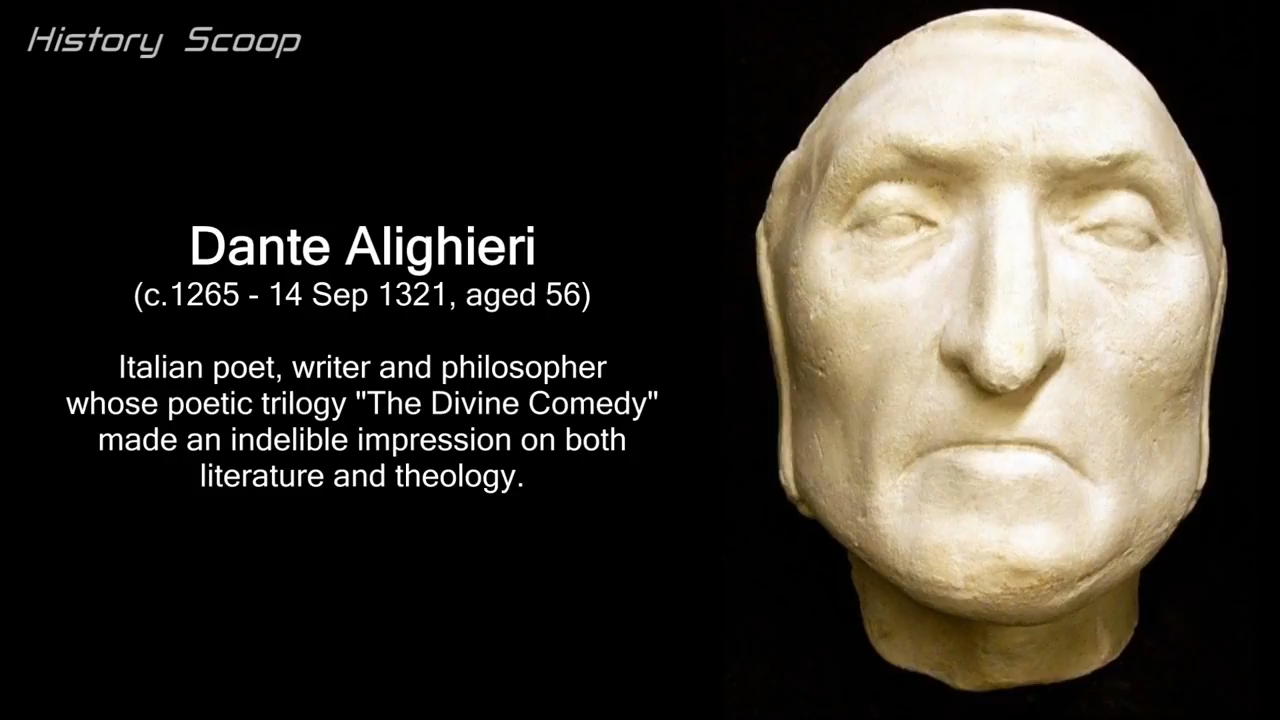 History Scoop
Dante Alighieri
(c.1265 - 14 Sep 1321, aged 56)
Italian poet, writer and philosopher
whose poetic trilogy "The Divine Comedy"
made an indelible impression on both
literature and theology.